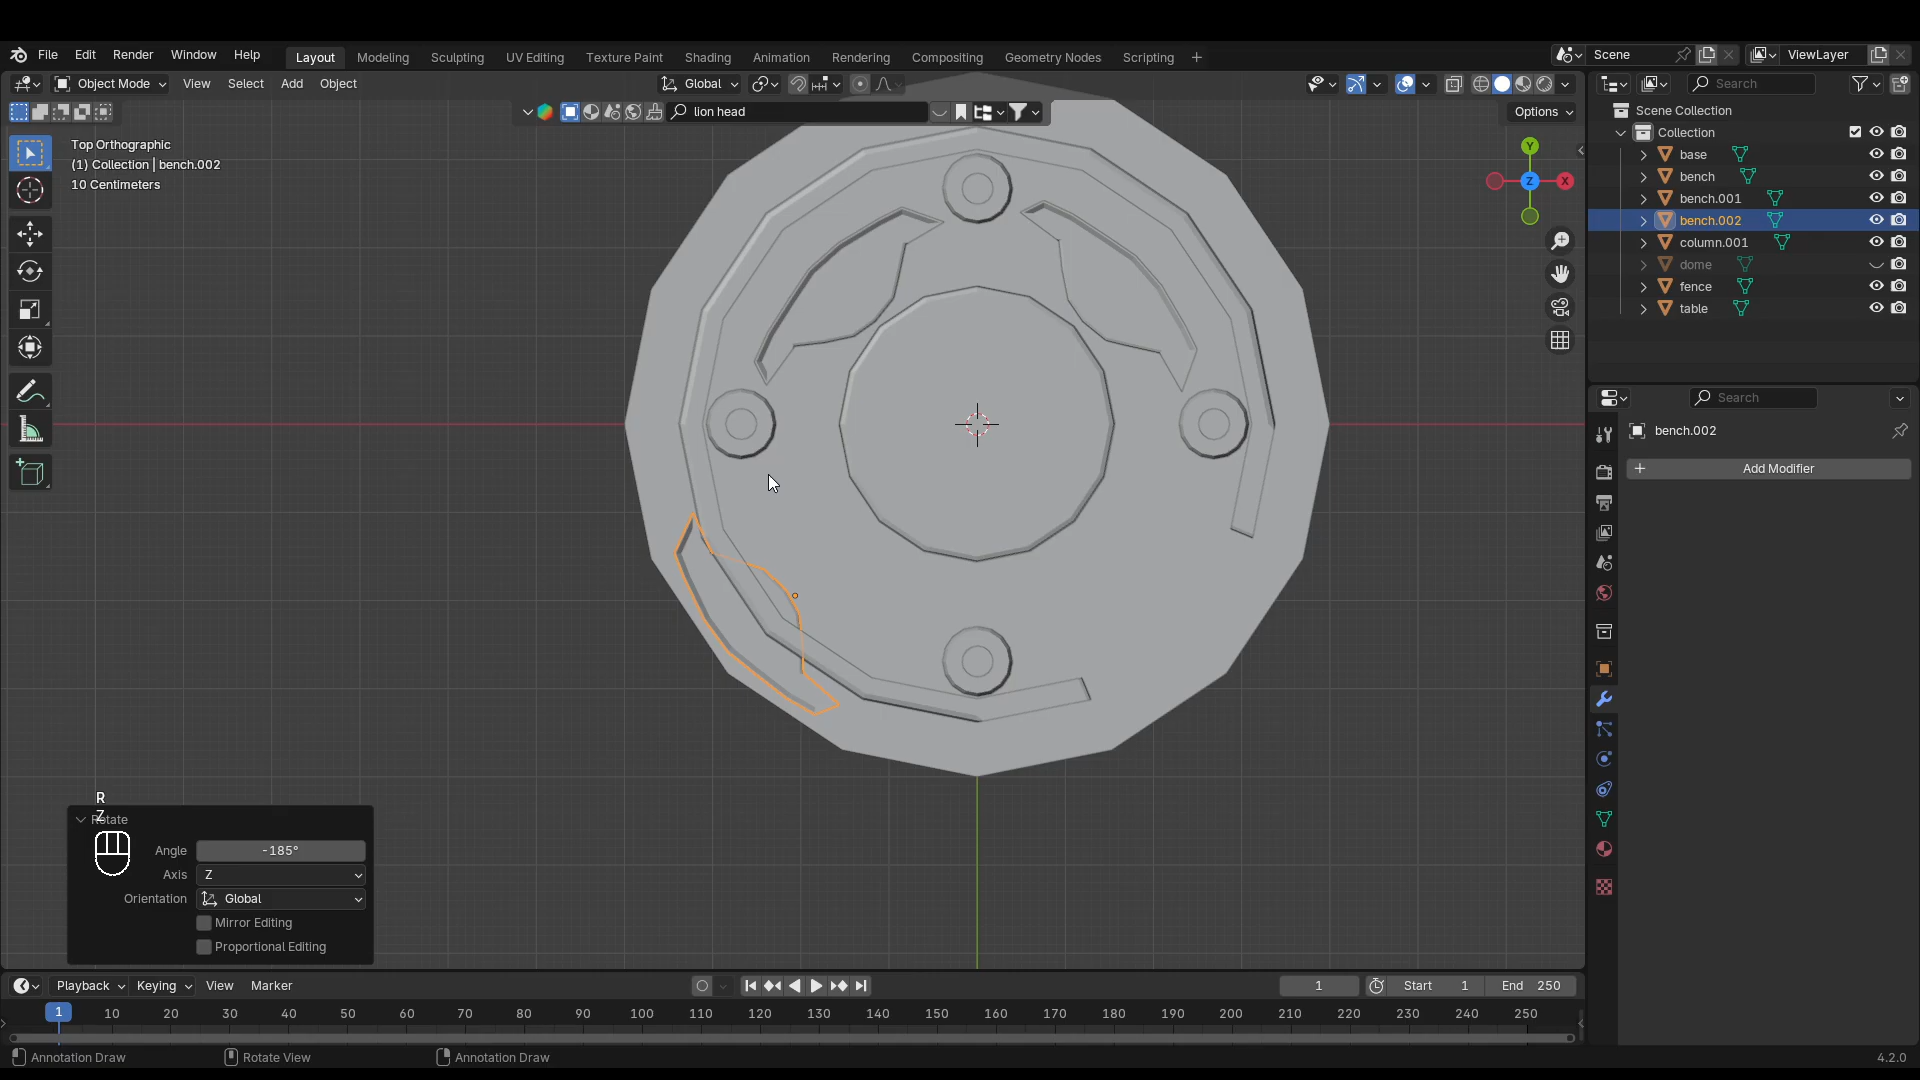 File Edit Render Window Help Layout Modeling Sculpting UV Editing Texture Paint Shading Animation Rendering Compositing Geometry Nodes Scripting + Scene ViewLayer
Object Mode View Select Add Object Global Search
lion head Options
Top Orthographic
(1) Collection | bench.002
10 Centimeters
Y
Z X
Scene Collection
Collection
base
bench
bench.001
bench.002
column.001
dome
fence
table
Search
bench.002
+ Add Modifier
R
Z
Rotate
Angle -185°
Axis Z
Orientation Global
Mirror Editing
Proportional Editing
Playback Keying View Marker 1 Start 1 End 250
1 10 20 30 40 50 60 70 80 90 100 110 120 130 140 150 160 170 180 190 200 210 220 230 240 250
Annotation Draw Rotate View Annotation Draw 4.2.0